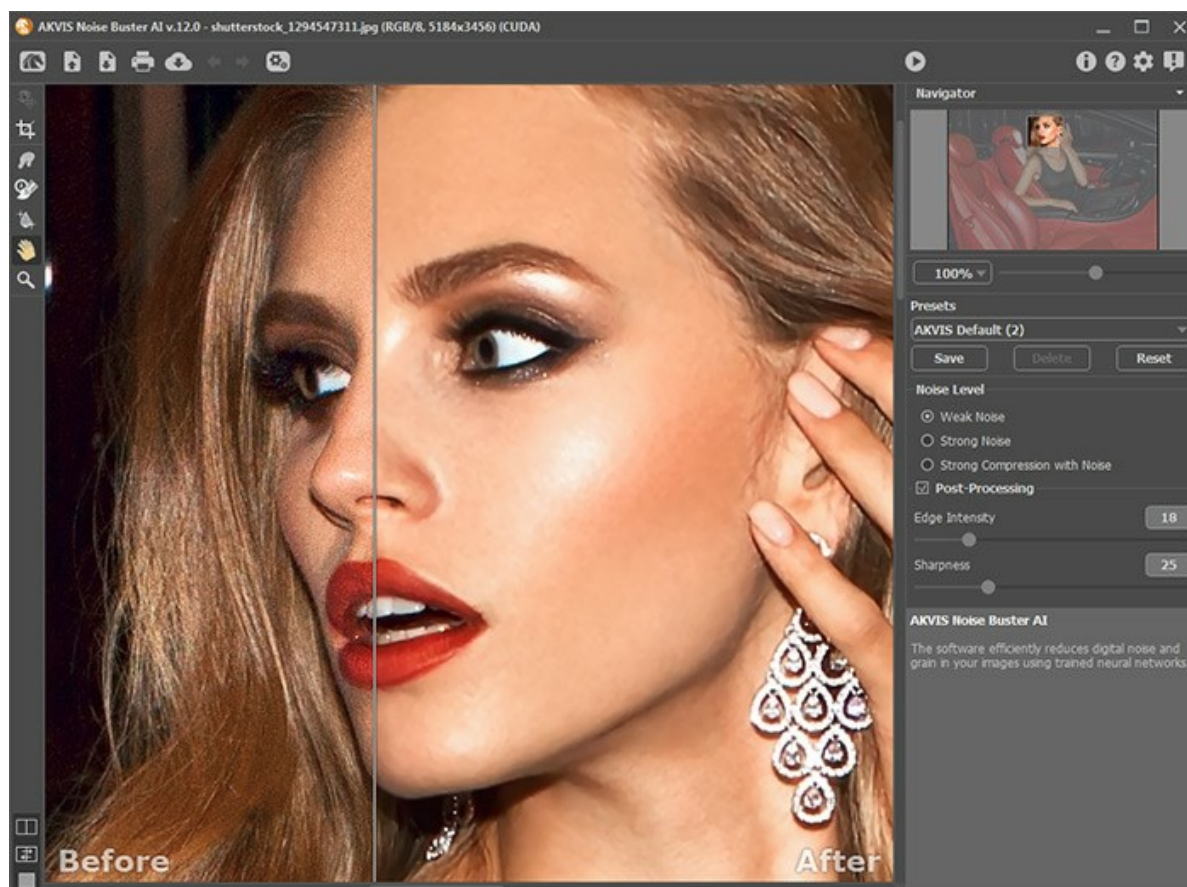 AKVIS Noise Buster AI v.12.0 - shutterstock_1294547311.jpg (RGB/8, 5184x3456) (CUDA)
Navigator
100%
Presets
AKVIS Default (2)
Save Delete Reset
Noise Level
Weak Noise
Strong Noise
Strong Compression with Noise
Post-Processing
Edge Intensity 18
Sharpness 25
AKVIS Noise Buster AI
The software efficiently reduces digital noise and
grain in your images using trained neural networks
Before After